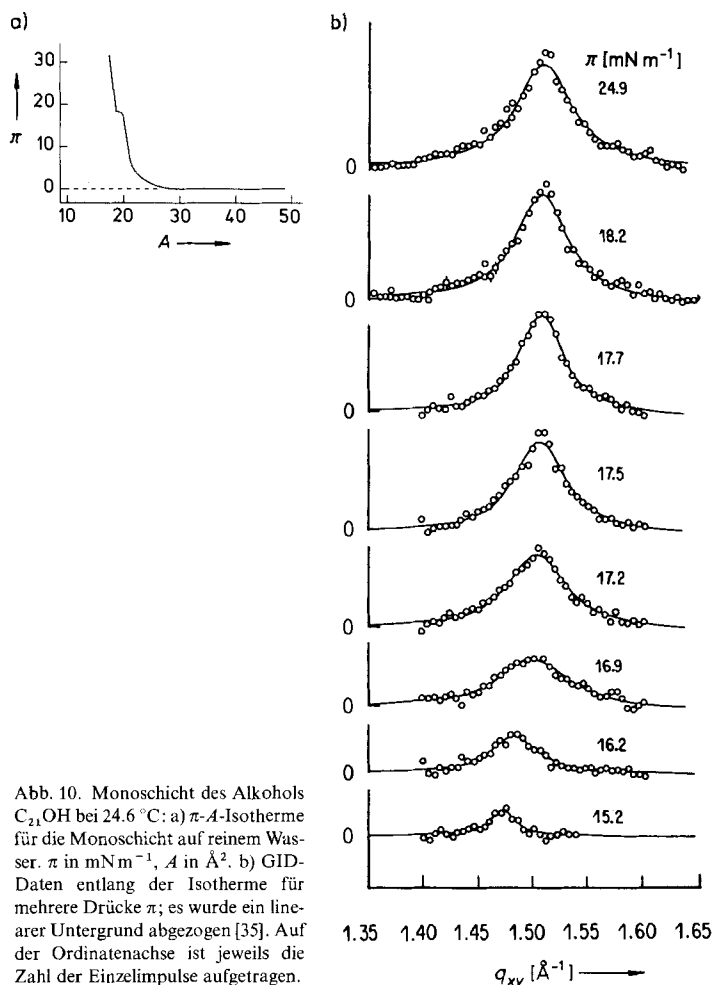 a)
30
20
10
0
π
10 20 30 40 50
A
b)
π [mN m⁻¹]
24.9
0
18.2
0
17.7
0
17.5
0
17.2
0
16.9
0
16.2
0
15.2
0
1.35 1.40 1.45 1.50 1.55 1.60 1.65
q_xy [Å⁻¹]
Abb. 10. Monoschicht des Alkohols
C₂₁OH bei 24.6 °C: a) π-A-Isotherme
für die Monoschicht auf reinem Was-
ser. π in mN m⁻¹, A in Å². b) GID-
Daten entlang der Isotherme für
mehrere Drücke π; es wurde ein line-
arer Untergrund abgezogen [35]. Auf
der Ordinatenachse ist jeweils die
Zahl der Einzelimpulse aufgetragen.